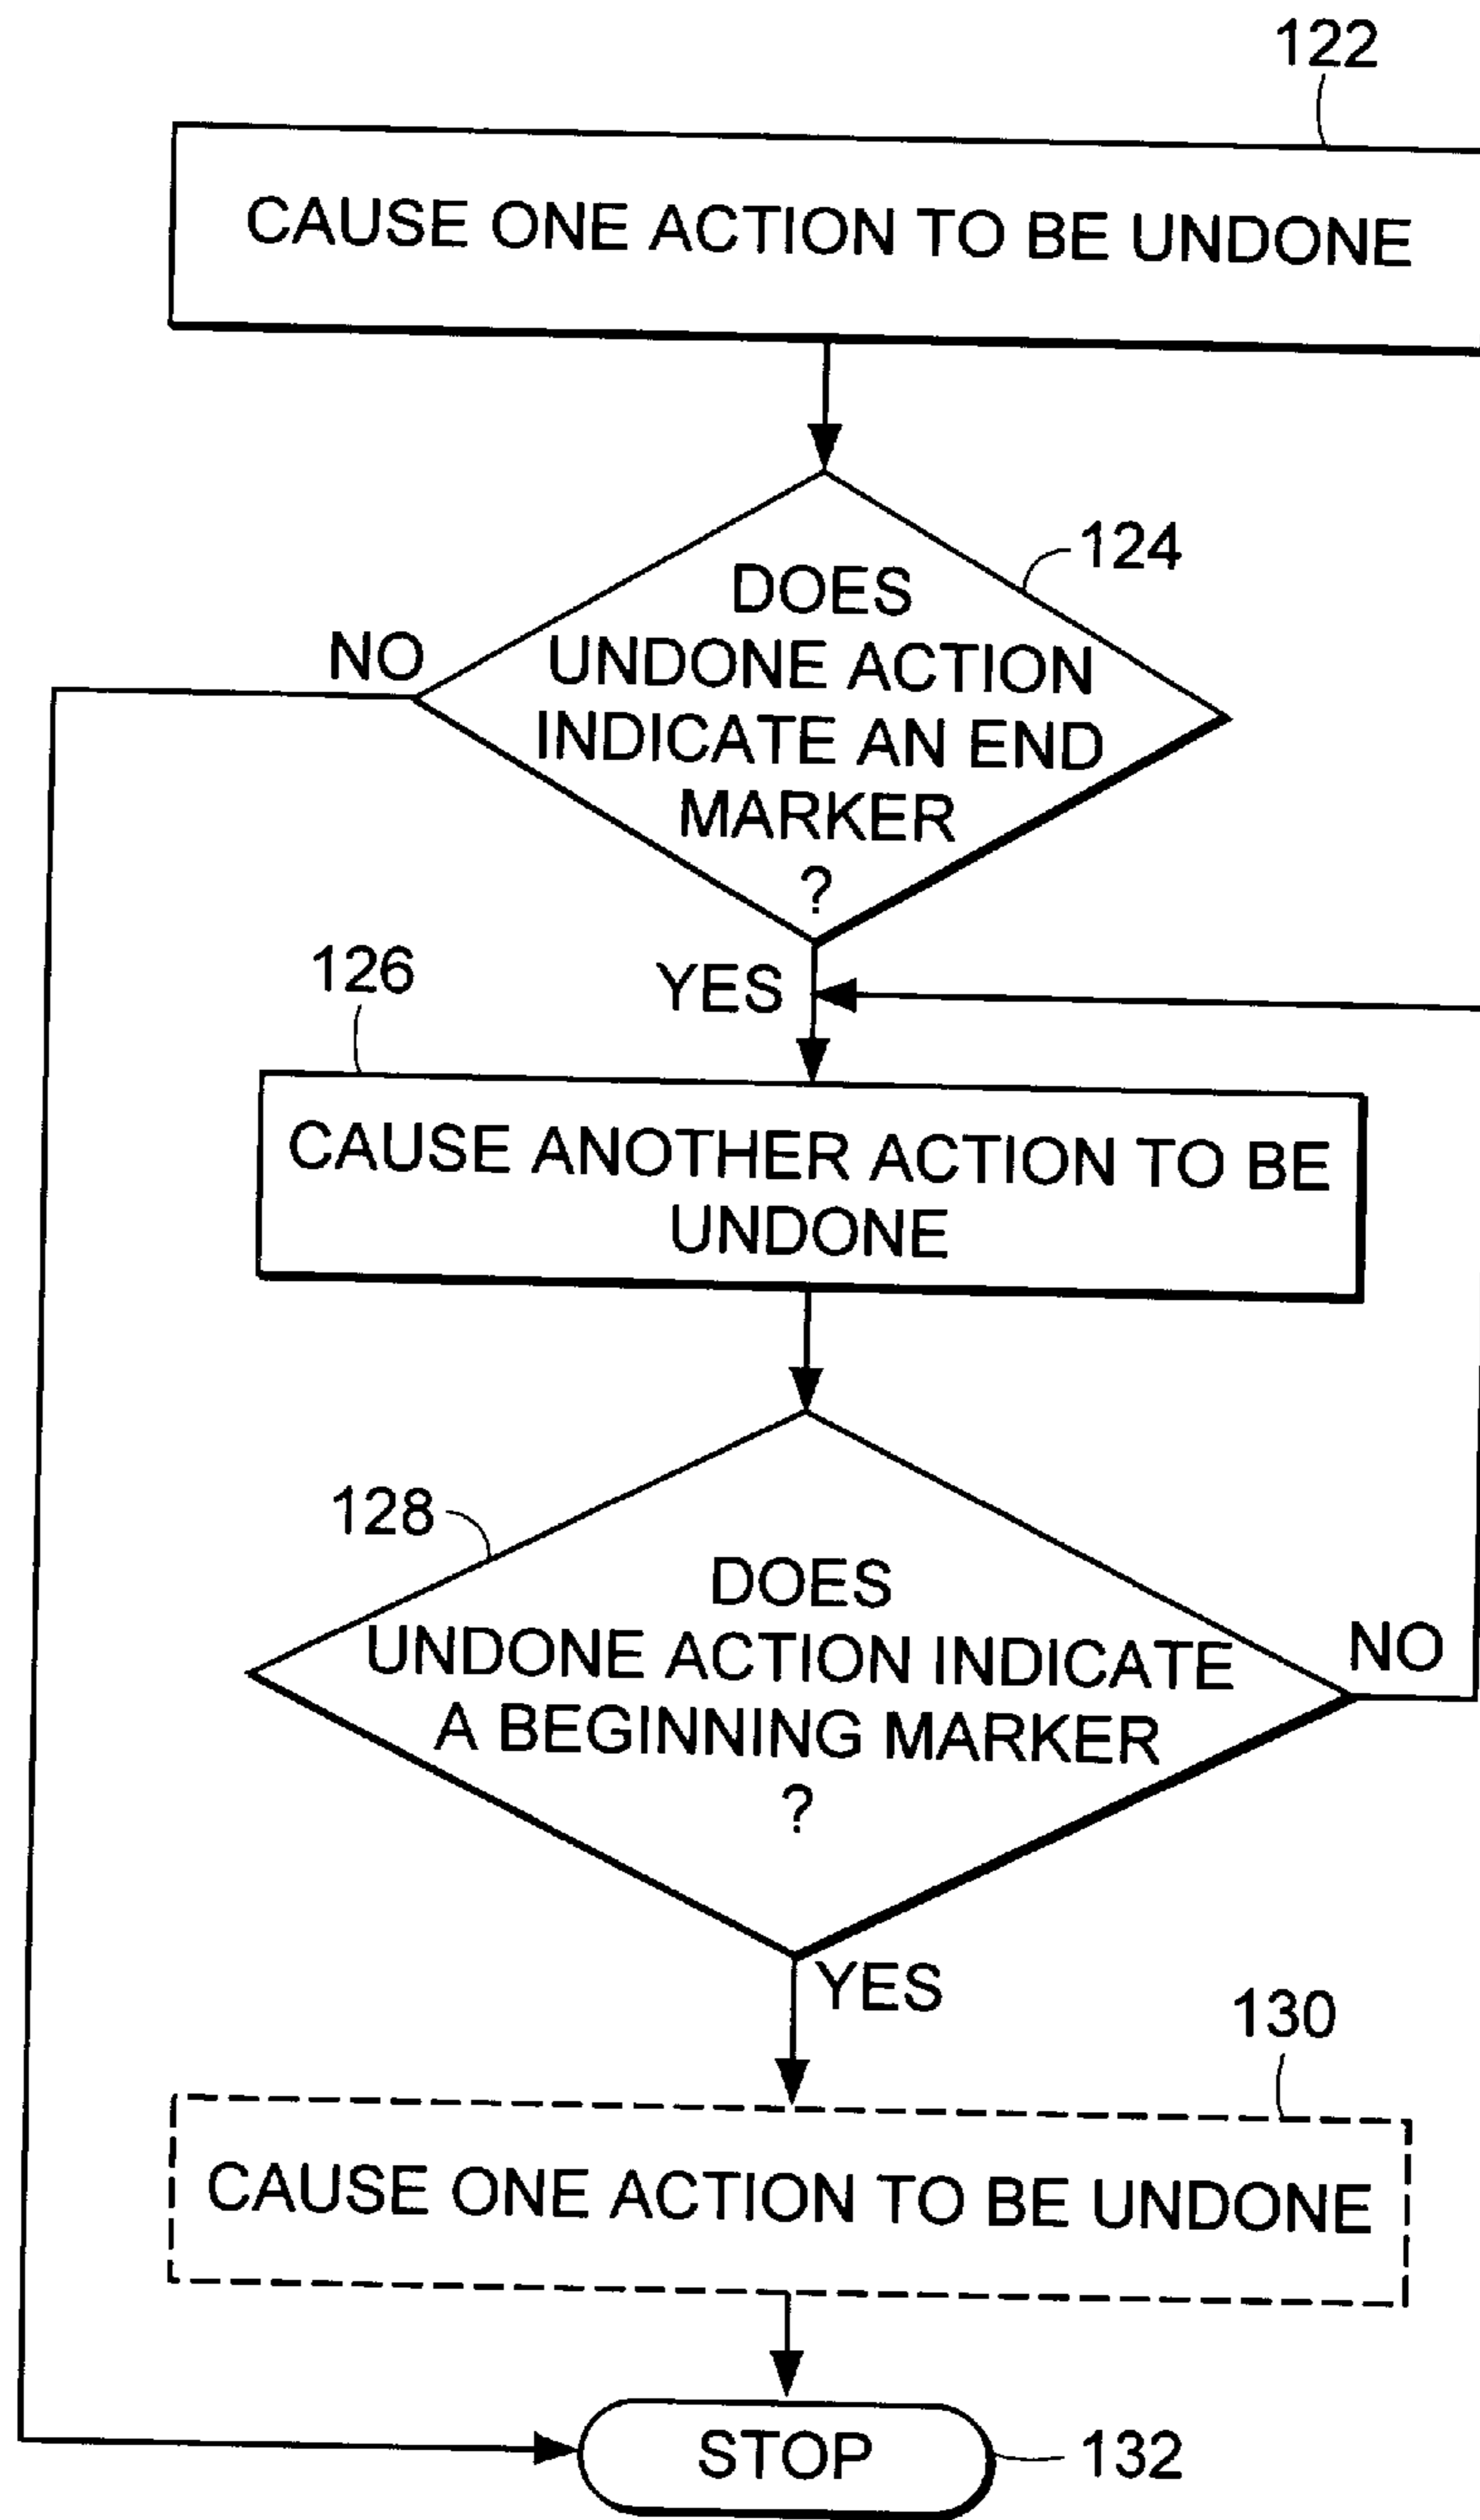 122
CAUSE ONE ACTION TO BE UNDONE
124
DOES
UNDONE ACTION
INDICATE AN END
MARKER
?
NO
YES
126
CAUSE ANOTHER ACTION TO BE
UNDONE
128
DOES
UNDONE ACTION INDICATE
A BEGINNING MARKER
?
NO
YES
130
CAUSE ONE ACTION TO BE UNDONE
STOP
132